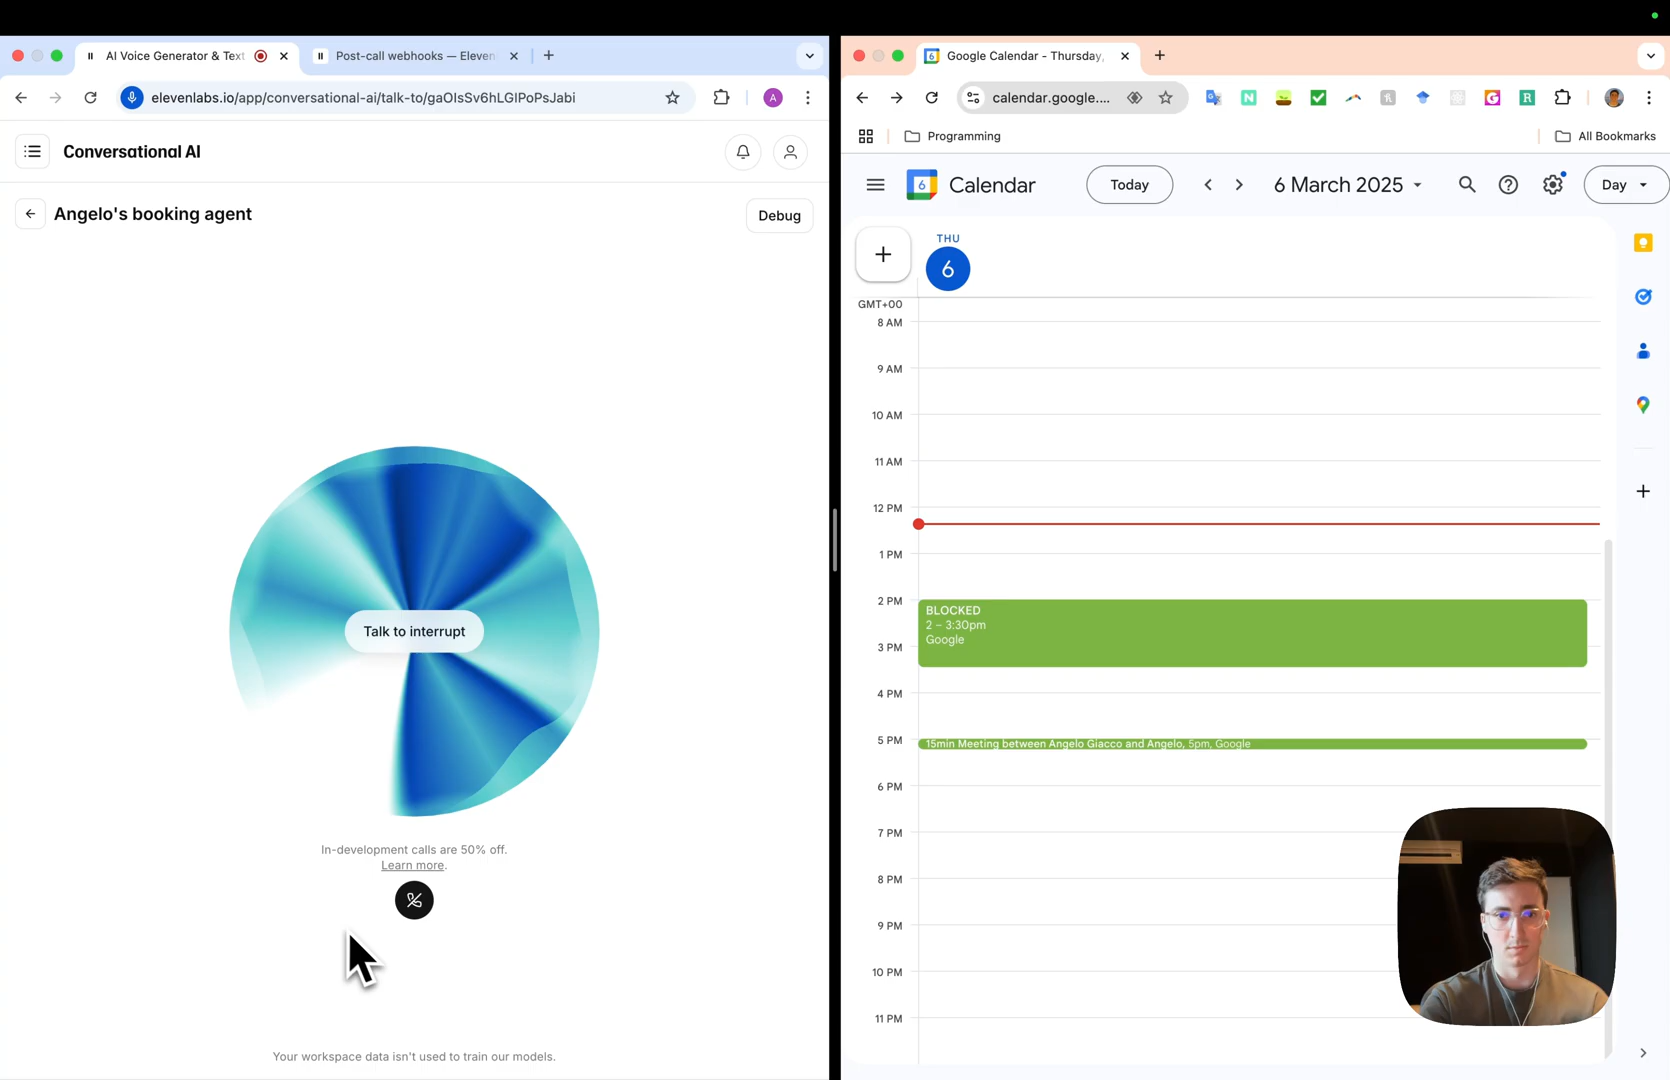 AI Voice Generator & Text
Post-call webhooks — Eleven
elevenlabs.io/app/conversational-ai/talk-to/gaOIsSv6hLGIPoPsJabi
A
Conversational AI
Angelo's booking agent
Debug
Talk to interrupt
In-development calls are 50% off.
Learn more.
Your workspace data isn't used to train our models.
Google Calendar - Thursday,
calendar.google....
Programming
All Bookmarks
6
Calendar
Today
6 March 2025
Day
THU
6
GMT+00
8 AM
9 AM
10 AM
11 AM
12 PM
1 PM
2 PM
BLOCKED
2 – 3:30pm
Google
3 PM
4 PM
5 PM
15min Meeting between Angelo Giacco and Angelo, 5pm, Google
6 PM
7 PM
8 PM
9 PM
10 PM
11 PM